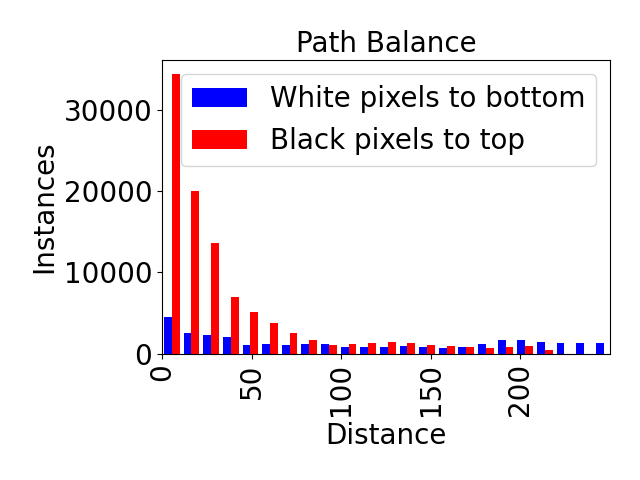 Path Balance
White pixels to bottom
Black pixels to top
Instances
30000
20000
10000
0
0
50
100
150
200
Distance